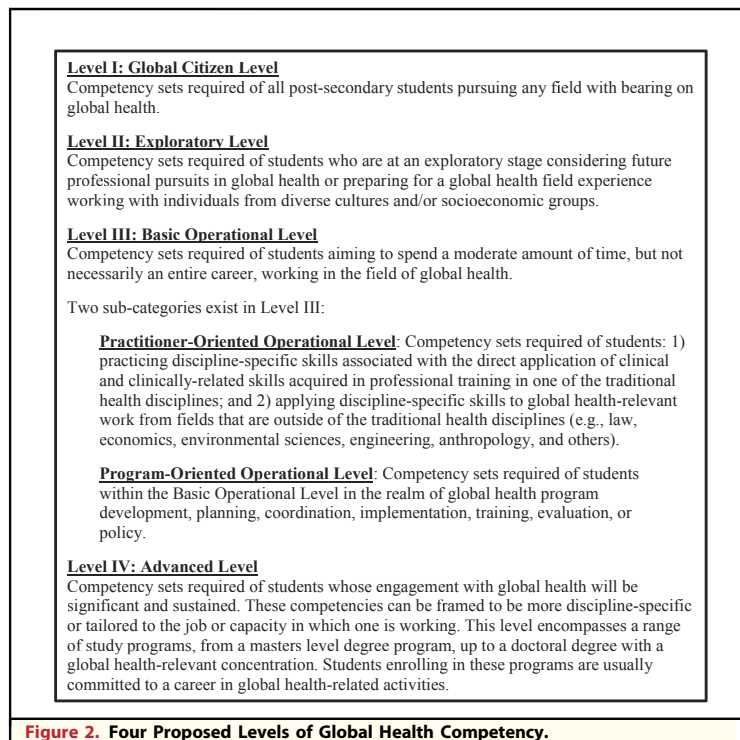 Level I: Global Citizen Level
Competency sets required of all post-secondary students pursuing any field with bearing on
global health.
Level II: Exploratory Level
Competency sets required of students who are at an exploratory stage considering future
professional pursuits in global health or preparing for a global health field experience
working with individuals from diverse cultures and/or socioeconomic groups.
Level III: Basic Operational Level
Competency sets required of students aiming to spend a moderate amount of time, but not
necessarily an entire career, working in the field of global health.
Two sub-categories exist in Level III:
Practitioner-Oriented Operational Level: Competency sets required of students: 1)
practicing discipline-specific skills associated with the direct application of clinical
and clinically-related skills acquired in professional training in one of the traditional
health disciplines; and 2) applying discipline-specific skills to global health-relevant
work from fields that are outside of the traditional health disciplines (e.g., law,
economics, environmental sciences, engineering, anthropology, and others).
Program-Oriented Operational Level: Competency sets required of students
within the Basic Operational Level in the realm of global health program
development, planning, coordination, implementation, training, evaluation, or
policy.
Level IV: Advanced Level
Competency sets required of students whose engagement with global health will be
significant and sustained. These competencies can be framed to be more discipline-specific
or tailored to the job or capacity in which one is working. This level encompasses a range
of study programs, from a masters level degree program, up to a doctoral degree with a
global health-relevant concentration. Students enrolling in these programs are usually
committed to a career in global health-related activities.
Figure 2. Four Proposed Levels of Global Health Competency.